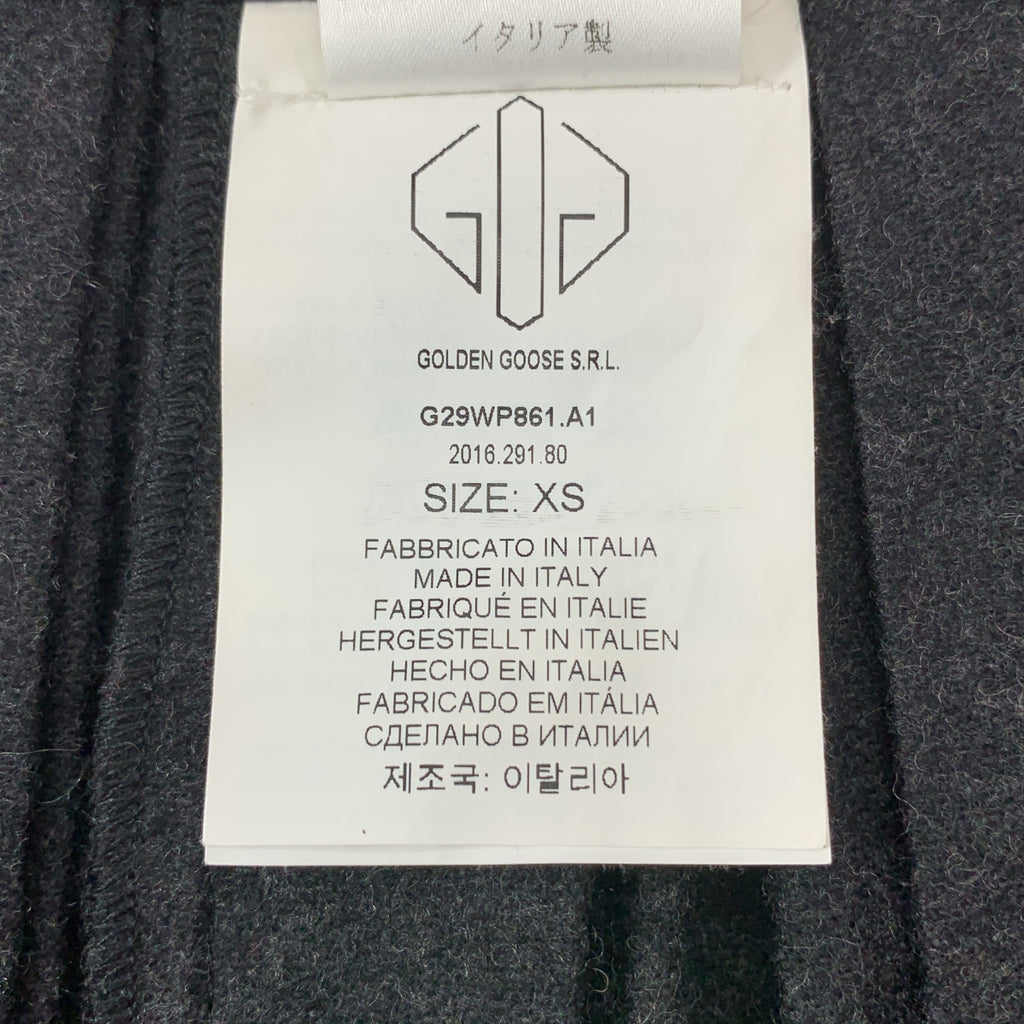 イタリア製
GOLDEN GOOSE S.R.L.
G29WP861.A1
2016.291.80
SIZE: XS
FABBRICATO IN ITALIA
MADE IN ITALY
FABRIQUÉ EN ITALIE
HERGESTELLT IN ITALIEN
HECHO EN ITALIA
FABRICADO EM ITÁLIA
СДЕЛАНО В ИТАЛИИ
제조국: 이탈리아